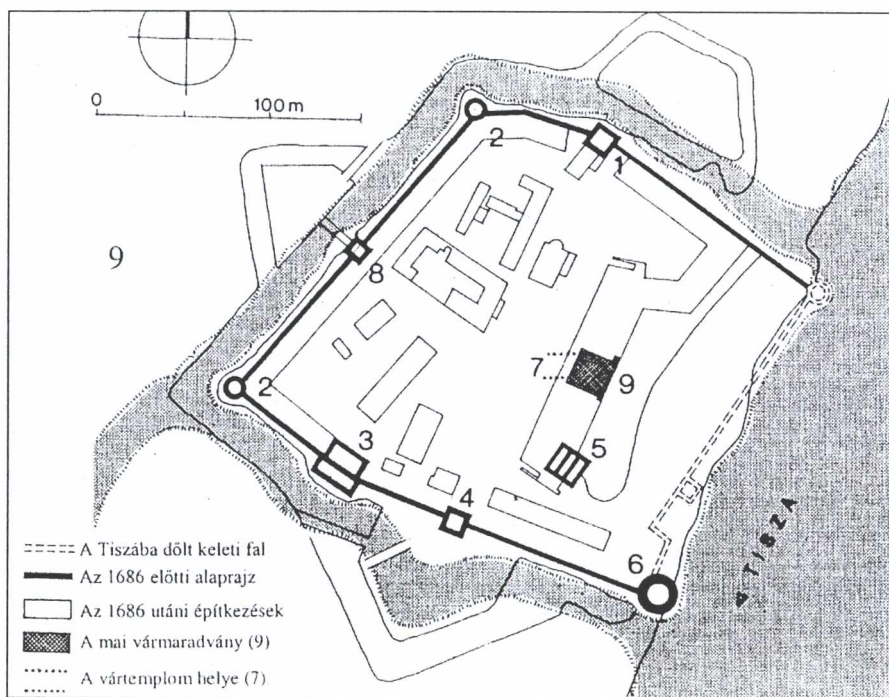 0 100 m
2
1
9
8
7
9
2
3
5
4
6
TISZA
A Tiszába dőlt keleti fal
Az 1686 előtti alaprajz
Az 1686 utáni építkezések
A mai vármaradvány (9)
A vártemplom helye (7)